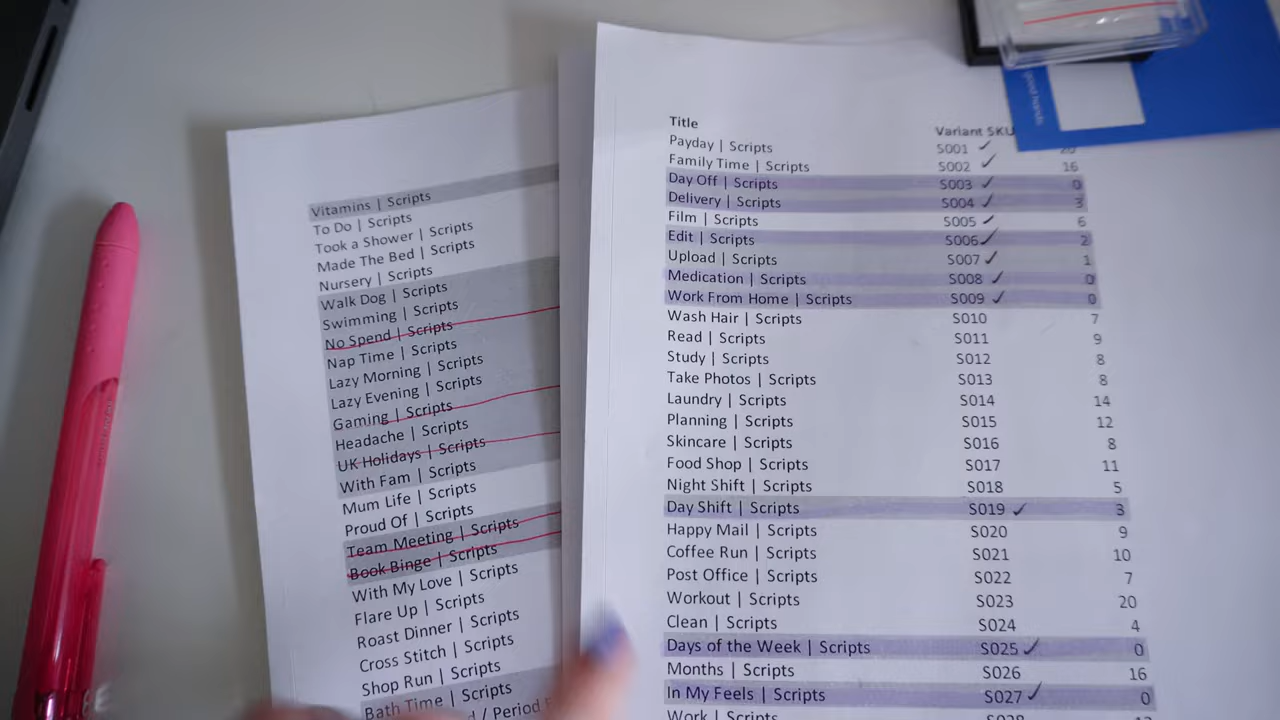 Vitamins | Scripts
To Do | Scripts
Took a Shower | Scripts
Made The Bed | Scripts
Nursery | Scripts
Walk Dog | Scripts
Swimming | Scripts
No Spend | Scripts
Nap Time | Scripts
Lazy Morning | Scripts
Lazy Evening | Scripts
Gaming | Scripts
Headache | Scripts
UK Holidays | Scripts
With Fam | Scripts
Mum Life | Scripts
Proud Of | Scripts
Team Meeting | Scripts
Book Binge | Scripts
With My Love | Scripts
Flare Up | Scripts
Roast Dinner | Scripts
Cross Stitch | Scripts
Shop Run | Scripts
Bath Time | Scripts
/ Period
Title Variant SKU
Payday | Scripts S001 ✓ 20
Family Time | Scripts S002 ✓ 16
Day Off | Scripts S003 ✓ 0
Delivery | Scripts S004 ✓ 3
Film | Scripts S005 ✓ 6
Edit | Scripts S006 ✓ 2
Upload | Scripts S007 ✓ 1
Medication | Scripts S008 ✓ 0
Work From Home | Scripts S009 ✓ 0
Wash Hair | Scripts S010 7
Read | Scripts S011 9
Study | Scripts S012 8
Take Photos | Scripts S013 8
Laundry | Scripts S014 14
Planning | Scripts S015 12
Skincare | Scripts S016 8
Food Shop | Scripts S017 11
Night Shift | Scripts S018 5
Day Shift | Scripts S019 ✓ 3
Happy Mail | Scripts S020 9
Coffee Run | Scripts S021 10
Post Office | Scripts S022 7
Workout | Scripts S023 20
Clean | Scripts S024 4
Days of the Week | Scripts S025 ✓ 0
Months | Scripts S026 16
In My Feels | Scripts S027 ✓ 0
Work | Scripts S028
good hands